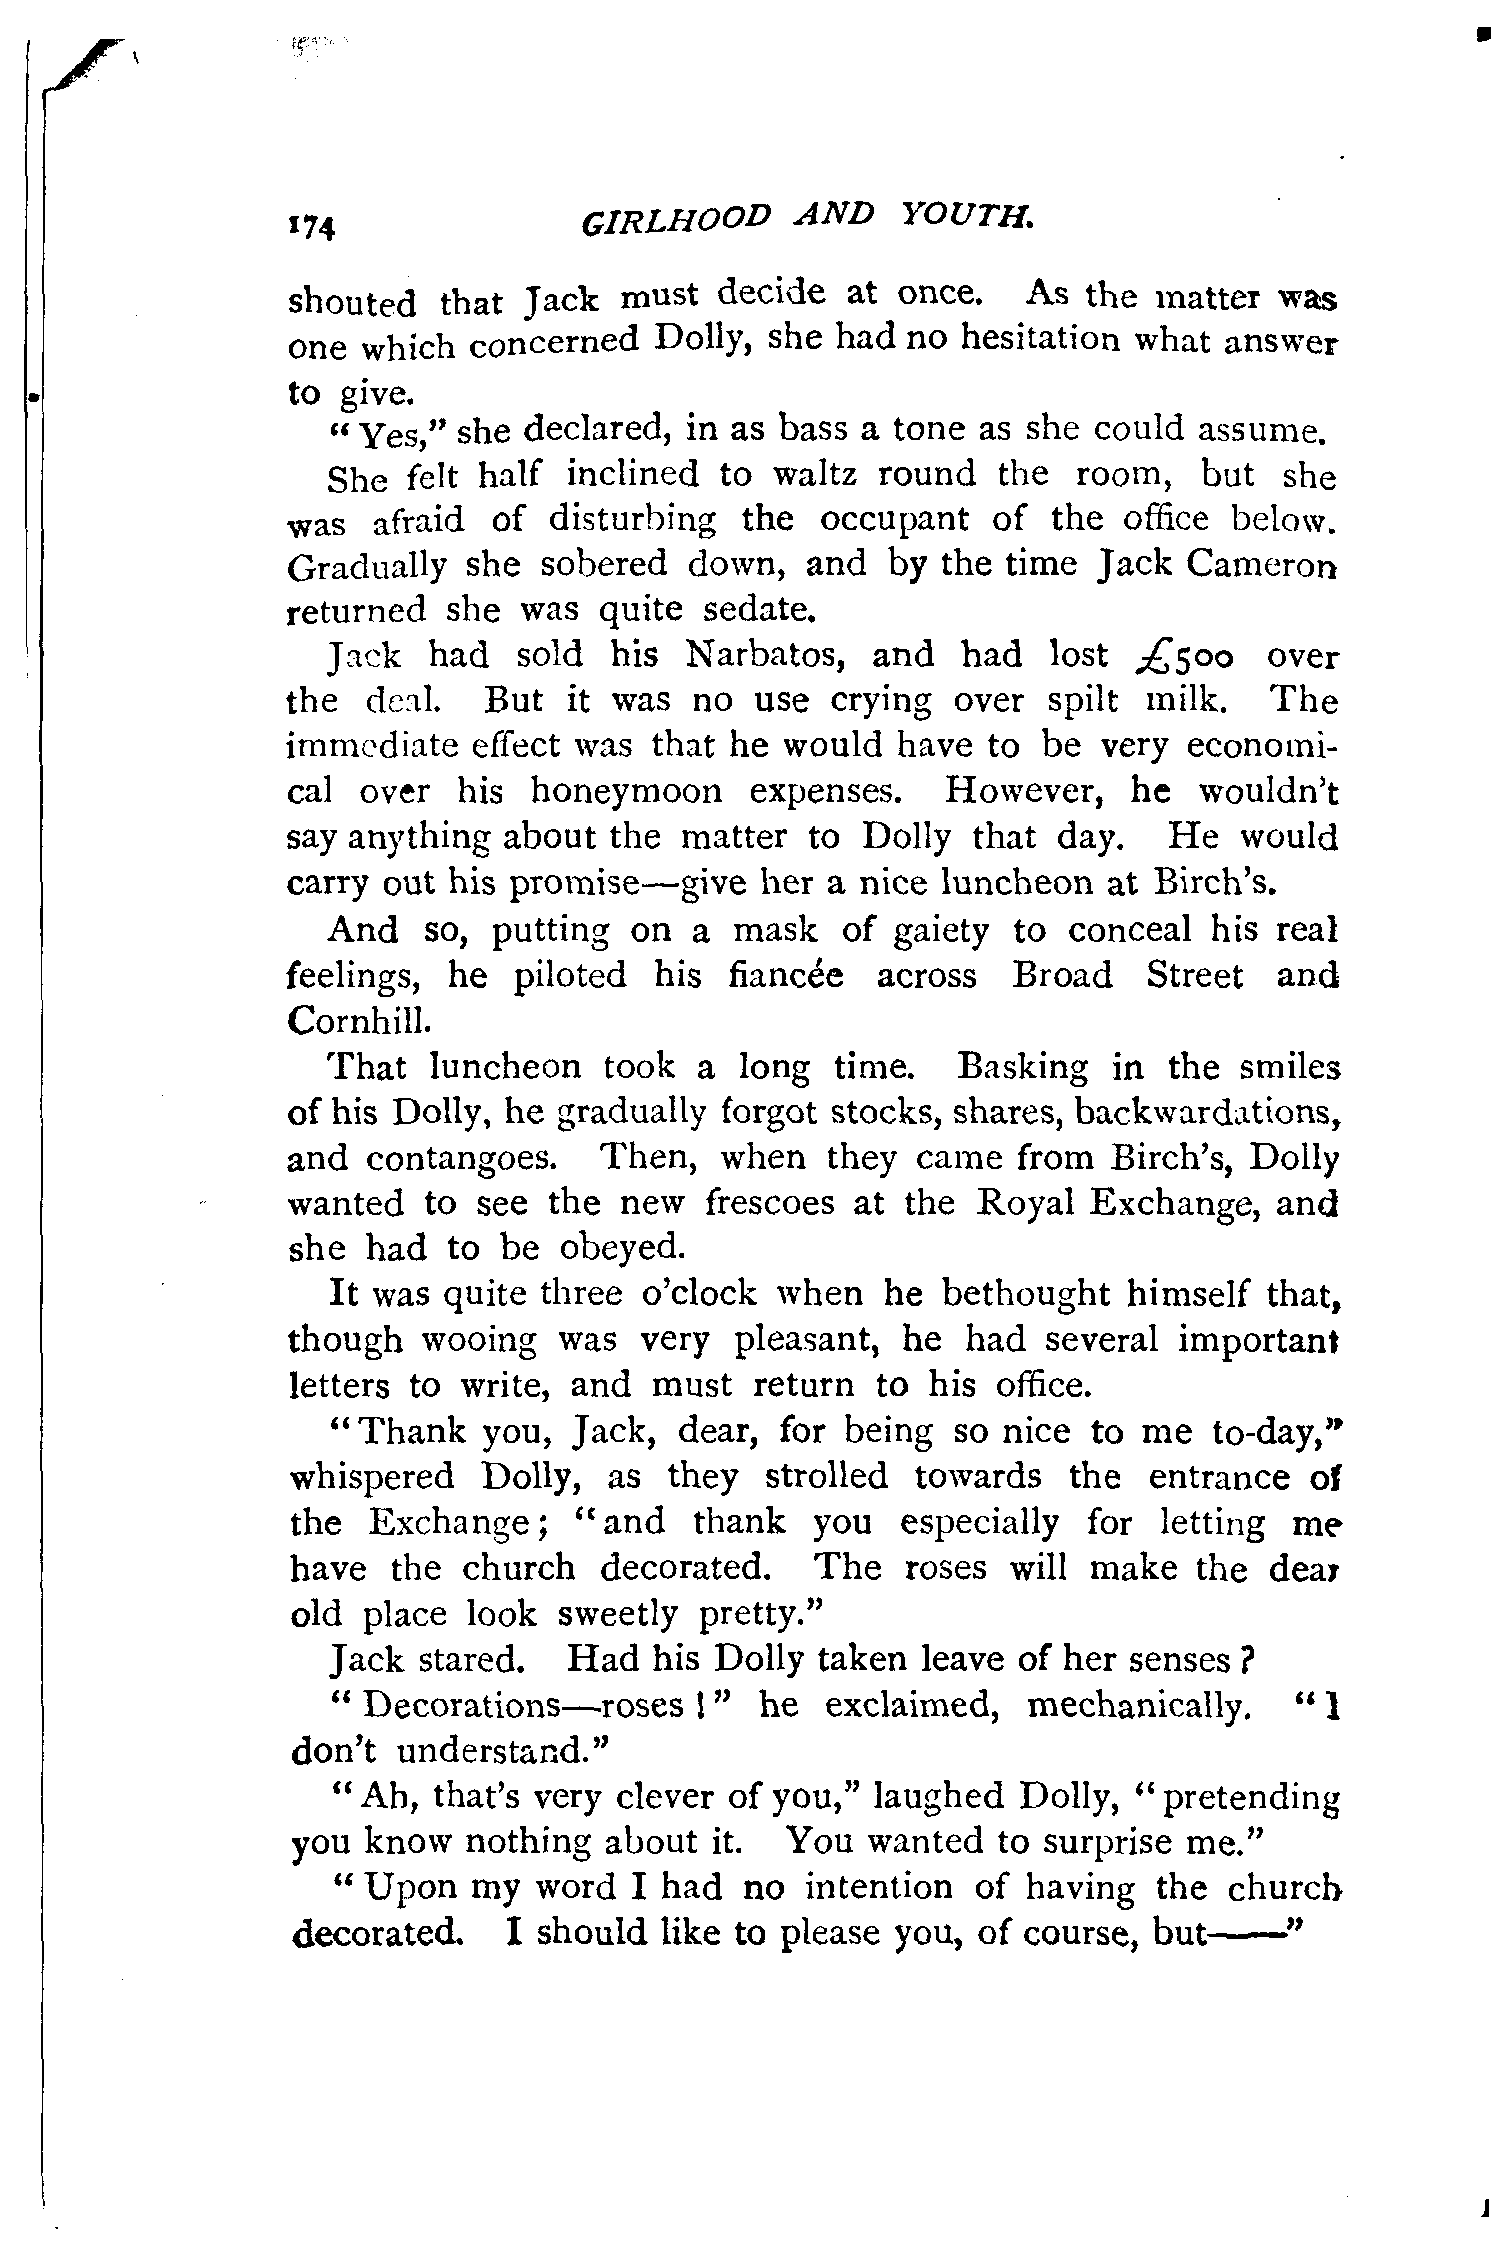 174 GIRLHOOD AND YOUTH.
shouted that Jack must decide at once. As the matter was
one which concerned Dolly, she had no hesitation what answer
to give.
“Yes,” she declared, in as bass a tone as she could assume.
She felt half inclined to waltz round the room, but she
was afraid of disturbing the occupant of the office below.
Gradually she sobered down, and by the time Jack Cameron
returned she was quite sedate.
Jack had sold his Narbatos, and had lost £500 over
the deal. But it was no use crying over spilt milk. The
immediate effect was that he would have to be very economi-
cal over his honeymoon expenses. However, he wouldn't
say anything about the matter to Dolly that day. He would
carry out his promise—give her a nice luncheon at Birch's.
And so, putting on a mask of gaiety to conceal his real
feelings, he piloted his fiancée across Broad Street and
Cornhill.
That luncheon took a long time. Basking in the smiles
of his Dolly, he gradually forgot stocks, shares, backwardations,
and contangoes. Then, when they came from Birch's, Dolly
wanted to see the new frescoes at the Royal Exchange, and
she had to be obeyed.
It was quite three o'clock when he bethought himself that,
though wooing was very pleasant, he had several important
letters to write, and must return to his office.
“Thank you, Jack, dear, for being so nice to me to-day,”
whispered Dolly, as they strolled towards the entrance of
the Exchange; “and thank you especially for letting me
have the church decorated. The roses will make the dear
old place look sweetly pretty.”
Jack stared. Had his Dolly taken leave of her senses?
“Decorations—roses!” he exclaimed, mechanically. “I
don't understand.”
“Ah, that's very clever of you,” laughed Dolly, “pretending
you know nothing about it. You wanted to surprise me.”
“Upon my word I had no intention of having the church
decorated. I should like to please you, of course, but——”